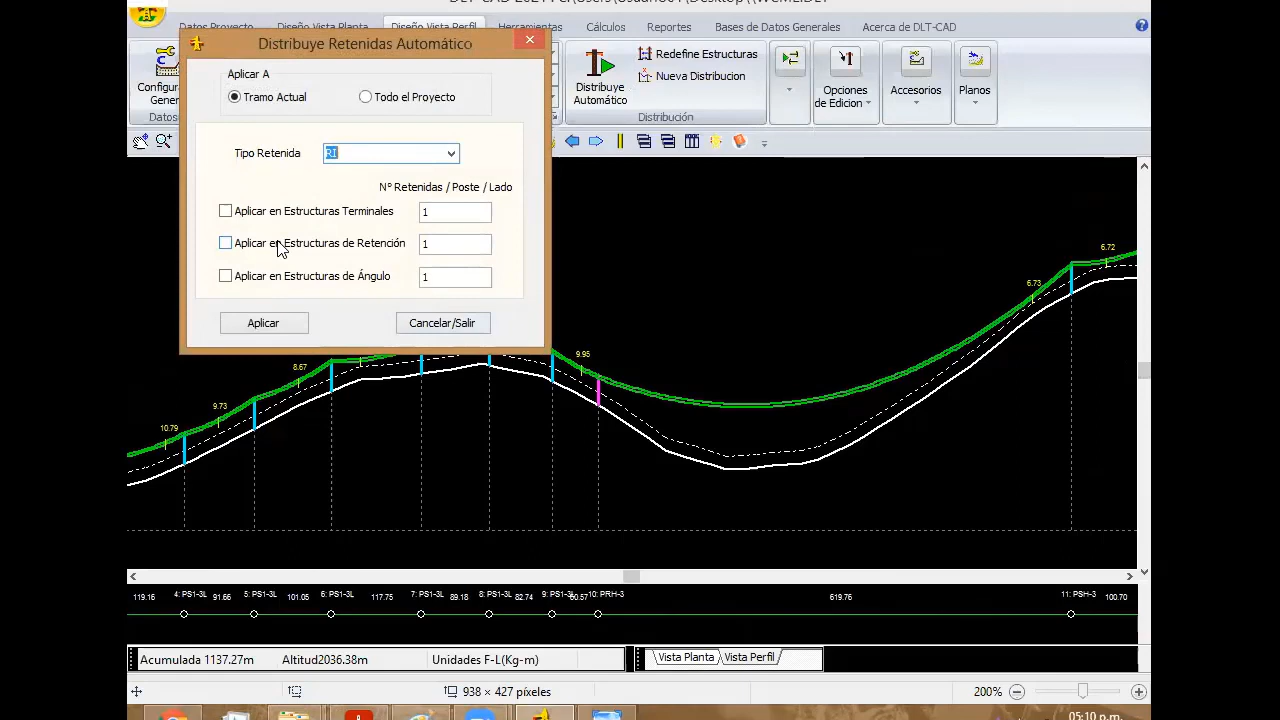 Distribuye Retenidas Automático
Diseño Vista Perfil
Herramientas
Cálculos
Reportes
Bases de Datos Generales
Acerca de DLT-CAD
Aplicar A
Tramo Actual
Todo el Proyecto
Tipo Retenida
RI
N° Retenidas / Poste / Lado
Aplicar en Estructuras Terminales
1
Aplicar en Estructuras de Retención
1
Aplicar en Estructuras de Ángulo
1
Aplicar
Cancelar/Salir
Distribuye
Automático
Redefine Estructuras
Nueva Distribucion
Distribución
Opciones
de Edicion
Accesorios
Planos
10.79
9.73
8.67
9.95
6.73
6.72
119.16
4: PS1-3L
91.66
5: PS1-3L
101.05
6: PS1-3L
117.75
7: PS1-3L
89.18
8: PS1-3L
82.74
9: PS1-3L
10: PRH-3
619.76
11: PSH-3
100.70
Acumulada 1137.27m
Altitud2036.38m
Unidades F-L(Kg-m)
Vista Planta
Vista Perfil
938 × 427 píxeles
200%
05:10 p.m.